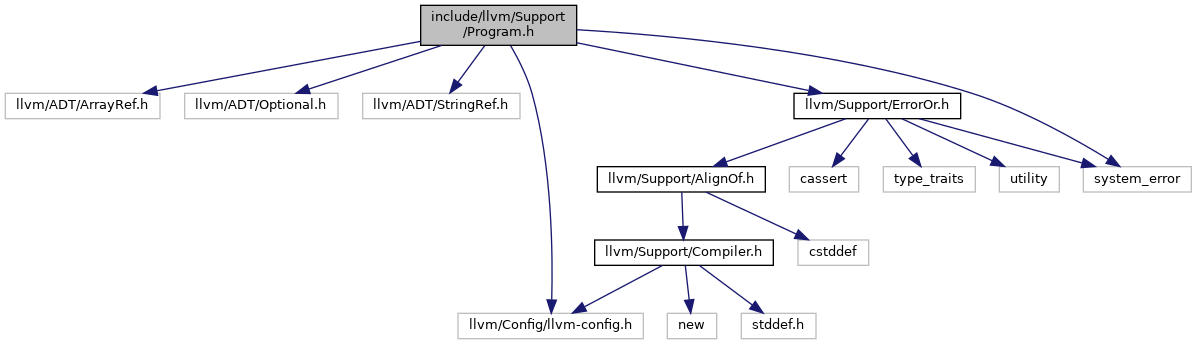 include/llvm/Support
/Program.h
llvm/ADT/ArrayRef.h
llvm/ADT/Optional.h
llvm/ADT/StringRef.h
llvm/Support/ErrorOr.h
llvm/Support/AlignOf.h
cassert
type_traits
utility
system_error
llvm/Support/Compiler.h
cstddef
llvm/Config/llvm-config.h
new
stddef.h